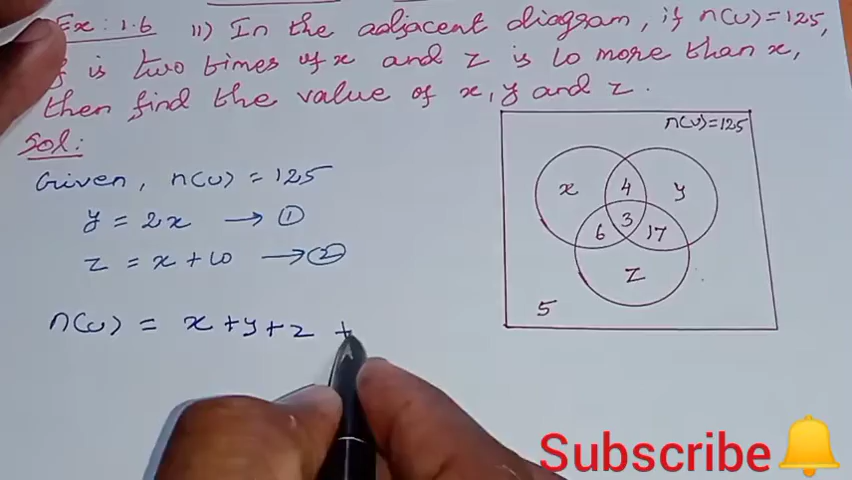 Ex: 1.6 11) In the adjacent diagram, if n(U) = 125,
y is two times of x and z is 10 more than x,
then find the value of x, y and z.
Sol:
Given, n(U) = 125
y = 2x → ①
z = x + 10 → ②
n(U) = x + y + z +
n(U) = 125
x 4 y
3
6 17
z
5
Subscribe